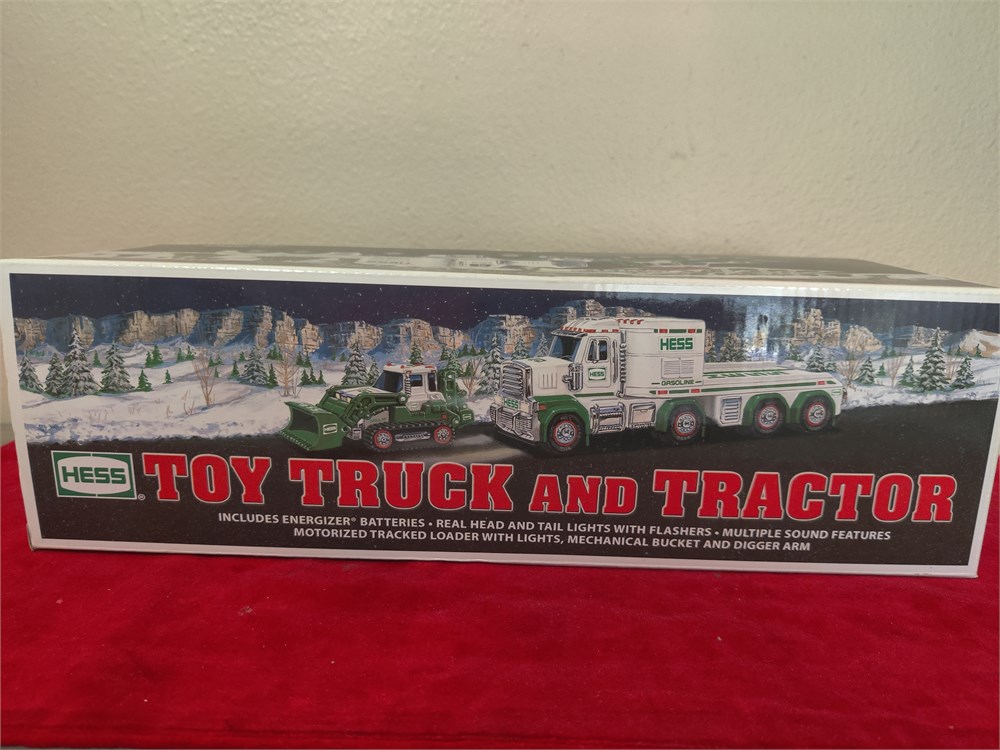 HESS
HESS
GASOLINE
HESS® TOY TRUCK AND TRACTOR
INCLUDES ENERGIZER® BATTERIES • REAL HEAD AND TAIL LIGHTS WITH FLASHERS • MULTIPLE SOUND FEATURES
MOTORIZED TRACKED LOADER WITH LIGHTS, MECHANICAL BUCKET AND DIGGER ARM